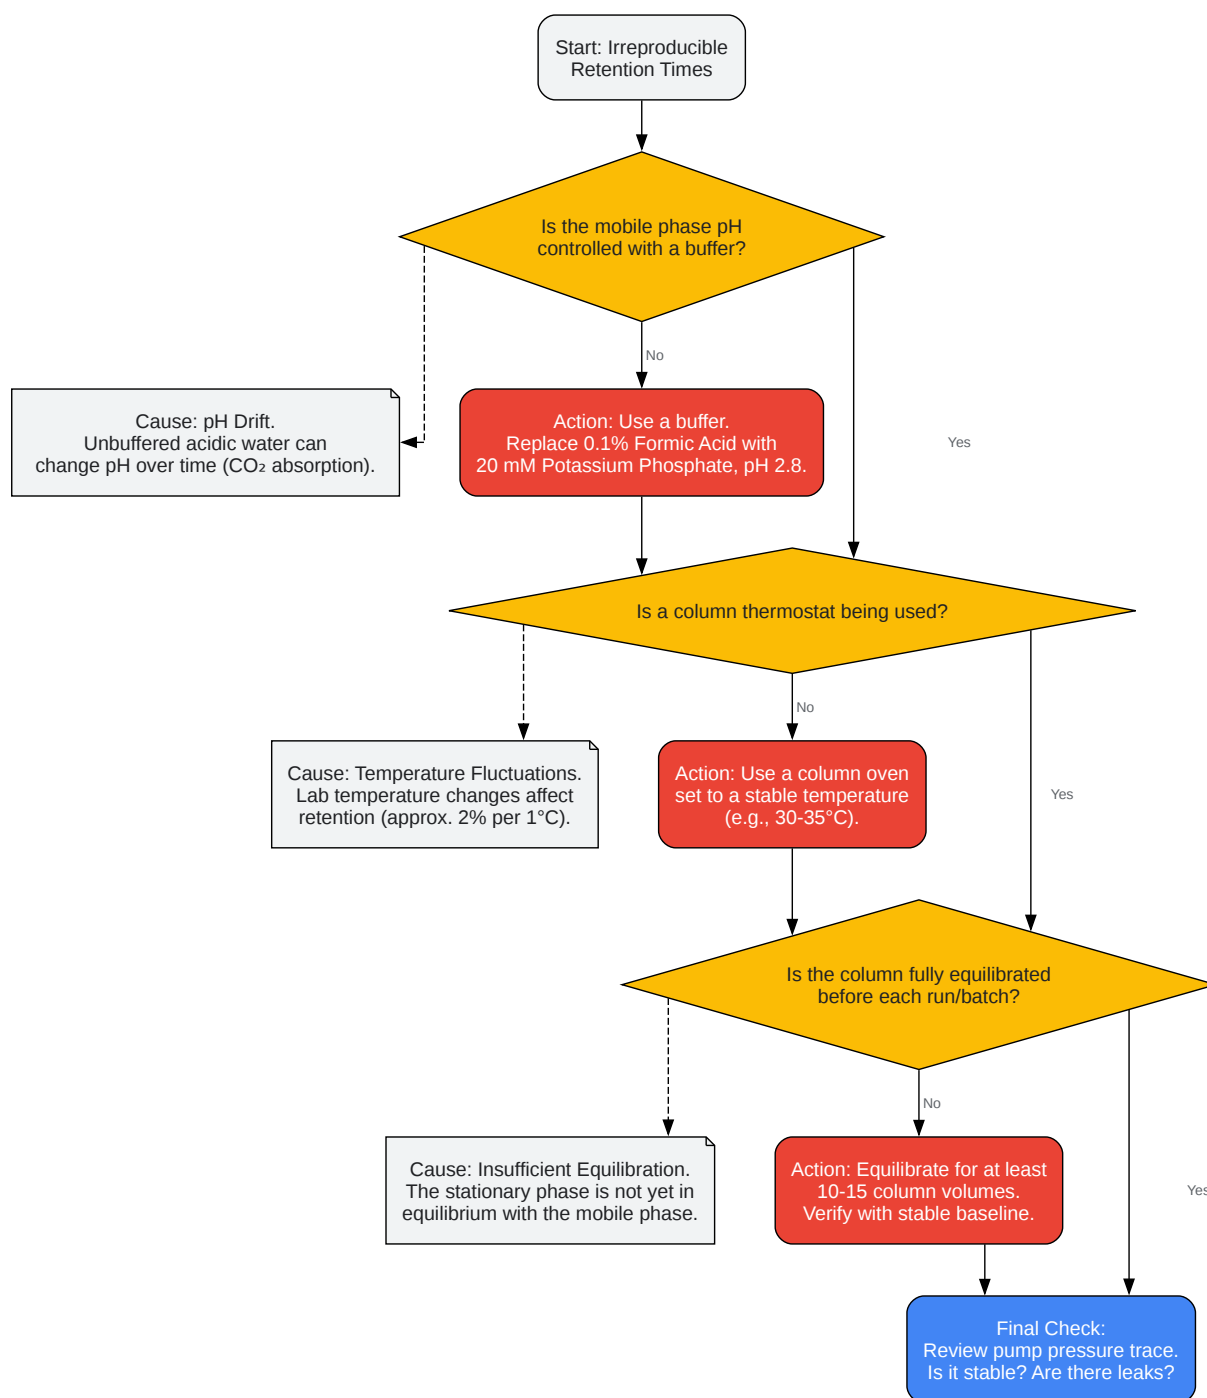 Start: Irreproducible
Retention Times
Is the mobile phase pH
controlled with a buffer?
No
Yes
Cause: pH Drift.
Unbuffered acidic water can
change pH over time (CO₂ absorption).
Action: Use a buffer.
Replace 0.1% Formic Acid with
20 mM Potassium Phosphate, pH 2.8.
Is a column thermostat being used?
No
Yes
Cause: Temperature Fluctuations.
Lab temperature changes affect
retention (approx. 2% per 1°C).
Action: Use a column oven
set to a stable temperature
(e.g., 30-35°C).
Is the column fully equilibrated
before each run/batch?
No
Yes
Cause: Insufficient Equilibration.
The stationary phase is not yet in
equilibrium with the mobile phase.
Action: Equilibrate for at least
10-15 column volumes.
Verify with stable baseline.
Final Check:
Review pump pressure trace.
Is it stable? Are there leaks?